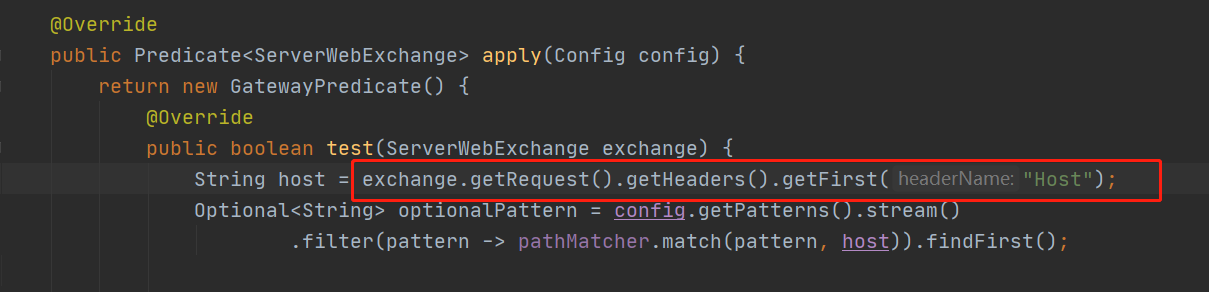 @Override
public Predicate<ServerWebExchange> apply(Config config) {
return new GatewayPredicate() {
@Override
public boolean test(ServerWebExchange exchange) {
String host = exchange.getRequest().getHeaders().getFirst( headerName: "Host");
Optional<String> optionalPattern = config.getPatterns().stream()
.filter(pattern -> pathMatcher.match(pattern, host)).findFirst();